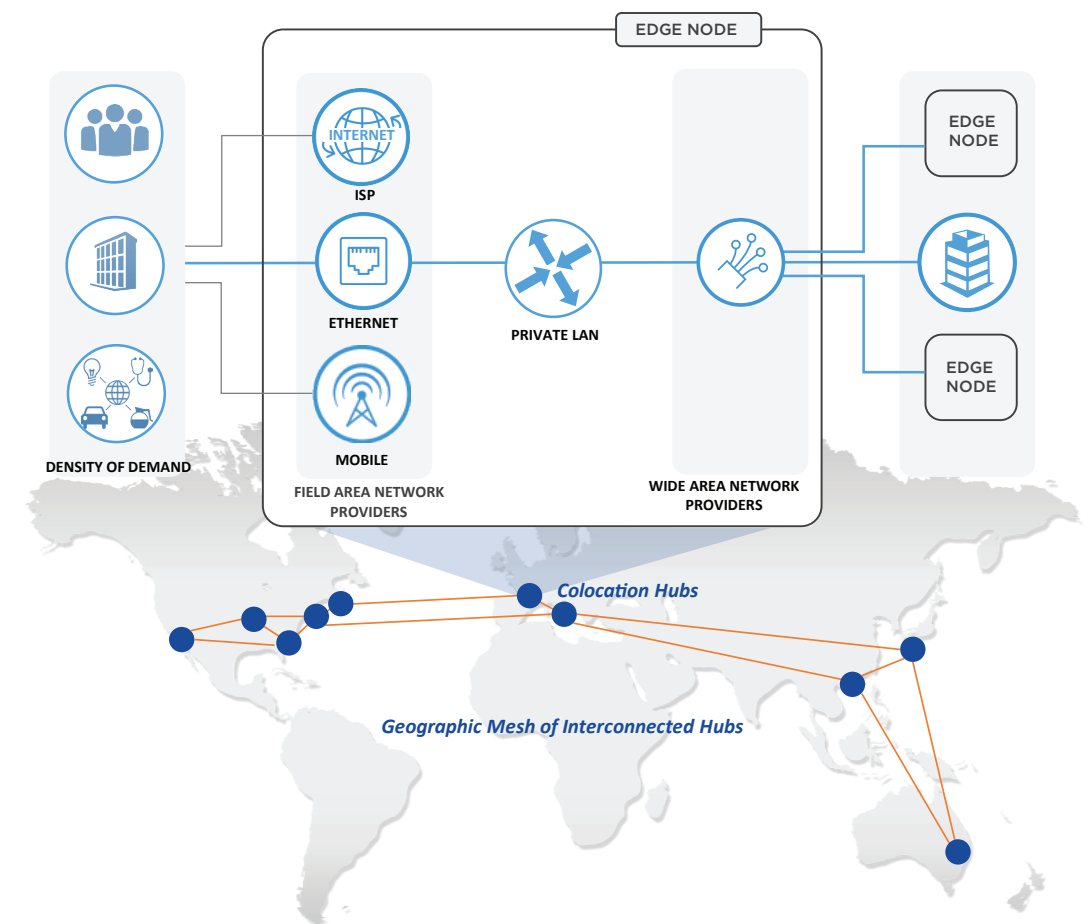 EDGE NODE
INTERNET
ISP
ETHERNET
MOBILE
PRIVATE LAN
EDGE
NODE
EDGE
NODE
DENSITY OF DEMAND
FIELD AREA NETWORK
PROVIDERS
WIDE AREA NETWORK
PROVIDERS
Colocation Hubs
Geographic Mesh of Interconnected Hubs